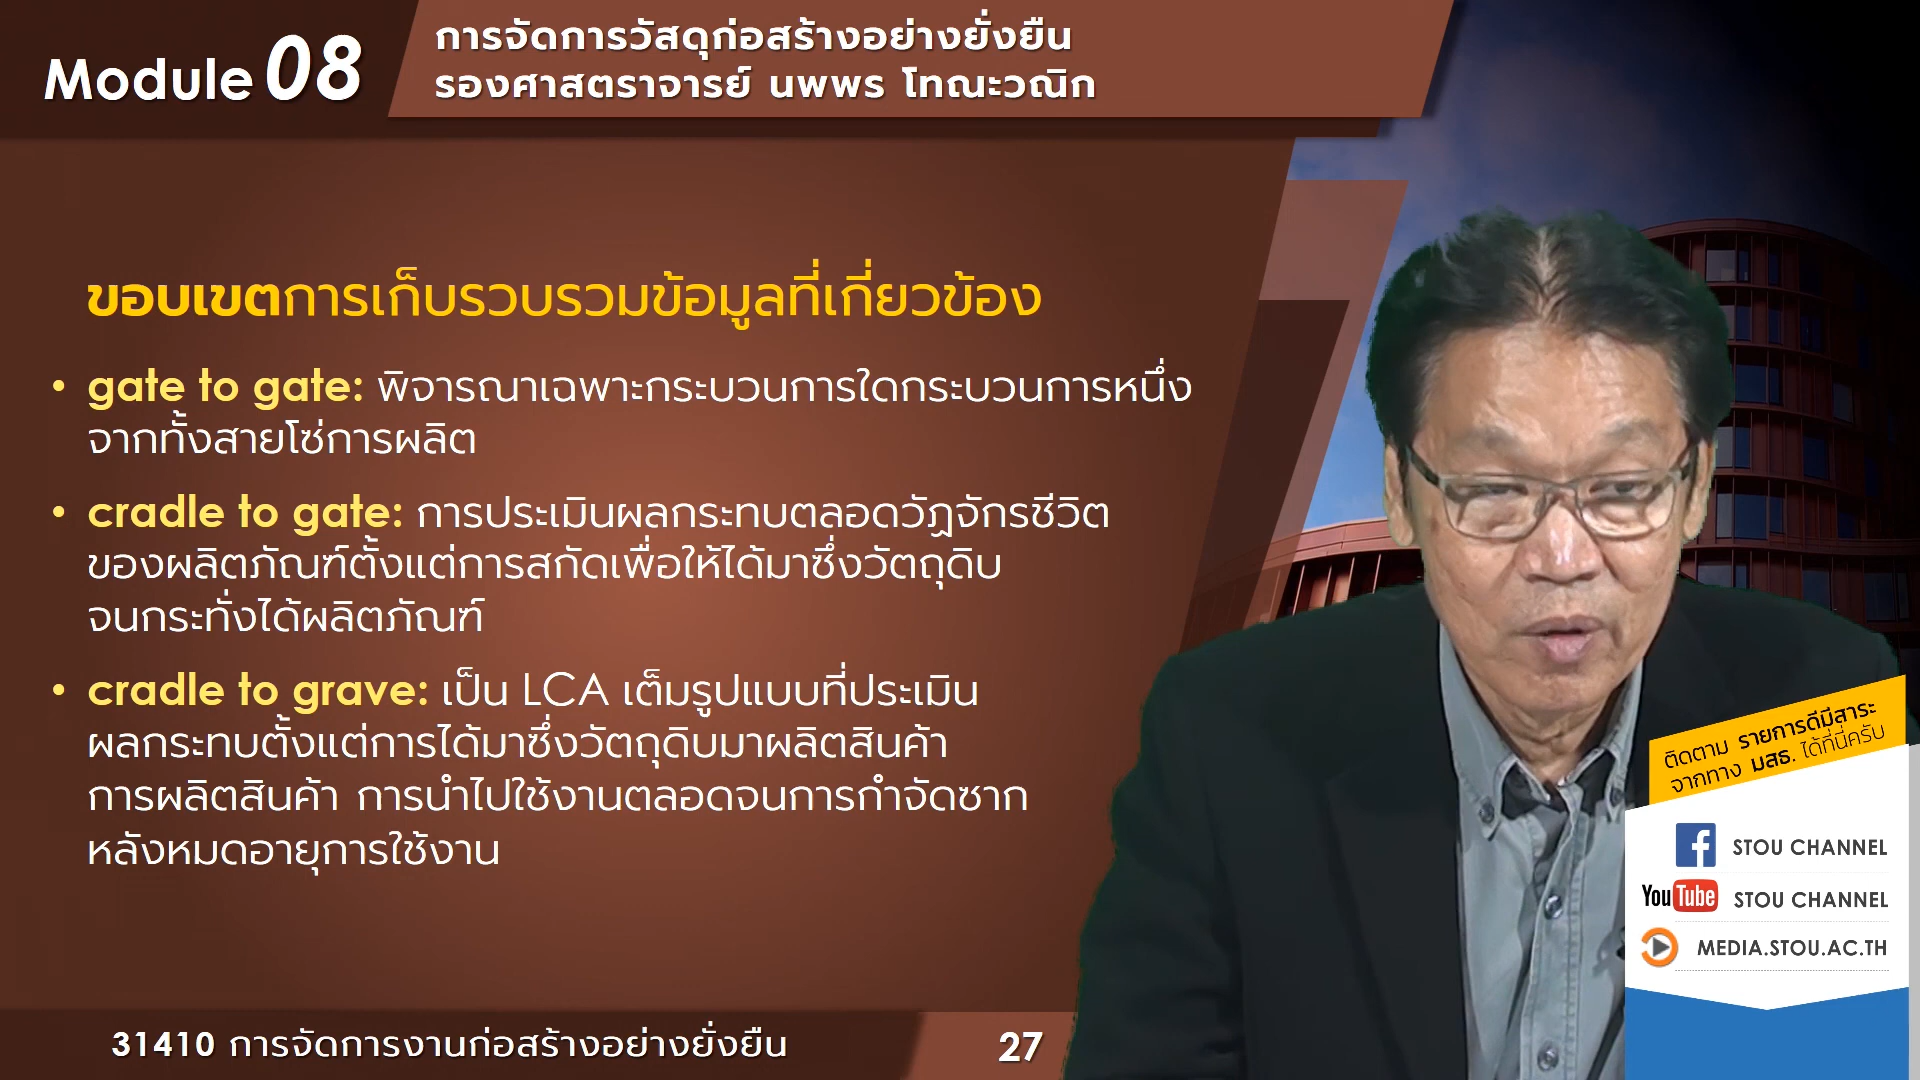 Module 08
การจัดการวัสดุก่อสร้างอย่างยั่งยืน
รองศาสตราจารย์ นพพร โทณะวณิก
ขอบเขตการเก็บรวบรวมข้อมูลที่เกี่ยวข้อง
• gate to gate: พิจารณาเฉพาะกระบวนการใดกระบวนการหนึ่ง
จากทั้งสายโซ่การผลิต
• cradle to gate: การประเมินผลกระทบตลอดวัฏจักรชีวิต
ของผลิตภัณฑ์ตั้งแต่การสกัดเพื่อให้ได้มาซึ่งวัตถุดิบ
จนกระทั่งได้ผลิตภัณฑ์
• cradle to grave: เป็น LCA เต็มรูปแบบที่ประเมิน
ผลกระทบตั้งแต่การได้มาซึ่งวัตถุดิบมาผลิตสินค้า
การผลิตสินค้า การนำไปใช้งานตลอดจนการกำจัดซาก
หลังหมดอายุการใช้งาน
ติดตาม รายการดีมีสาระ
จากทาง มสธ. ได้ที่นี่ครับ
f STOU CHANNEL
YouTube STOU CHANNEL
MEDIA.STOU.AC.TH
31410 การจัดการงานก่อสร้างอย่างยั่งยืน
27